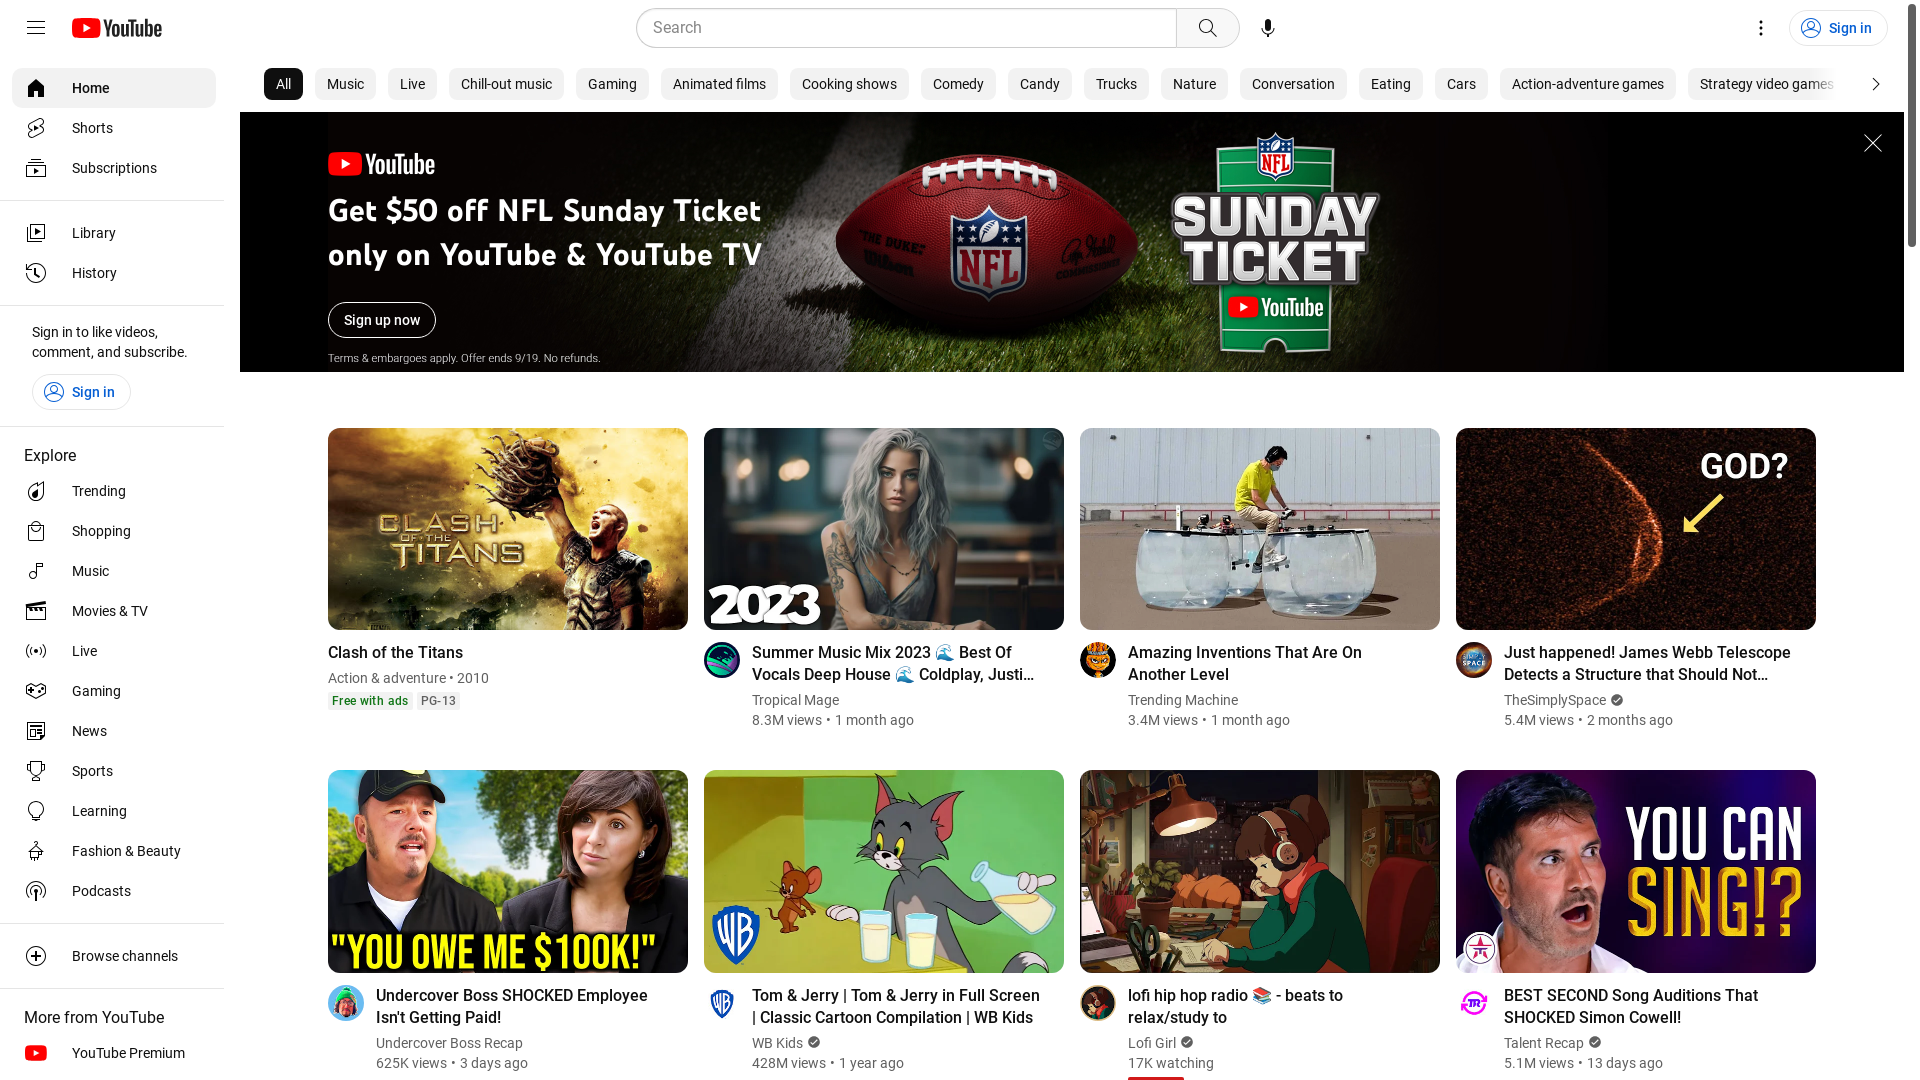 YouTube
Search
Sign in
Home
Shorts
Subscriptions
Library
History
Sign in to like videos,
comment, and subscribe.
Sign in
Explore
Trending
Shopping
Music
Movies & TV
Live
Gaming
News
Sports
Learning
Fashion & Beauty
Podcasts
Browse channels
More from YouTube
YouTube Premium
All
Music
Live
Chill-out music
Gaming
Animated films
Cooking shows
Comedy
Candy
Trucks
Nature
Conversation
Eating
Cars
Action-adventure games
Strategy video games
YouTube
Get $50 off NFL Sunday Ticket
only on YouTube & YouTube TV
Sign up now
Terms & embargoes apply. Offer ends 9/19. No refunds.
"THE DUKE"
Wilson
NFL
COMMISSIONER
NFL
SUNDAY
TICKET
YouTube
CLASH
OF THE
TITANS
Clash of the Titans
Action & adventure • 2010
Free with ads
PG-13
2023
Summer Music Mix 2023 🌊 Best Of
Vocals Deep House 🌊 Coldplay, Justi...
Tropical Mage
8.3M views • 1 month ago
Amazing Inventions That Are On
Another Level
Trending Machine
3.4M views • 1 month ago
GOD?
SIMPLY
SPACE
Just happened! James Webb Telescope
Detects a Structure that Should Not...
TheSimplySpace
5.4M views • 2 months ago
"YOU OWE ME $100K!"
Undercover Boss SHOCKED Employee
Isn't Getting Paid!
Undercover Boss Recap
625K views • 3 days ago
WB
WB
Tom & Jerry | Tom & Jerry in Full Screen
| Classic Cartoon Compilation | WB Kids
WB Kids
428M views • 1 year ago
lofi hip hop radio 📚 - beats to
relax/study to
Lofi Girl
17K watching
YOU CAN
SING!?
TR
BEST SECOND Song Auditions That
SHOCKED Simon Cowell!
Talent Recap
5.1M views • 13 days ago